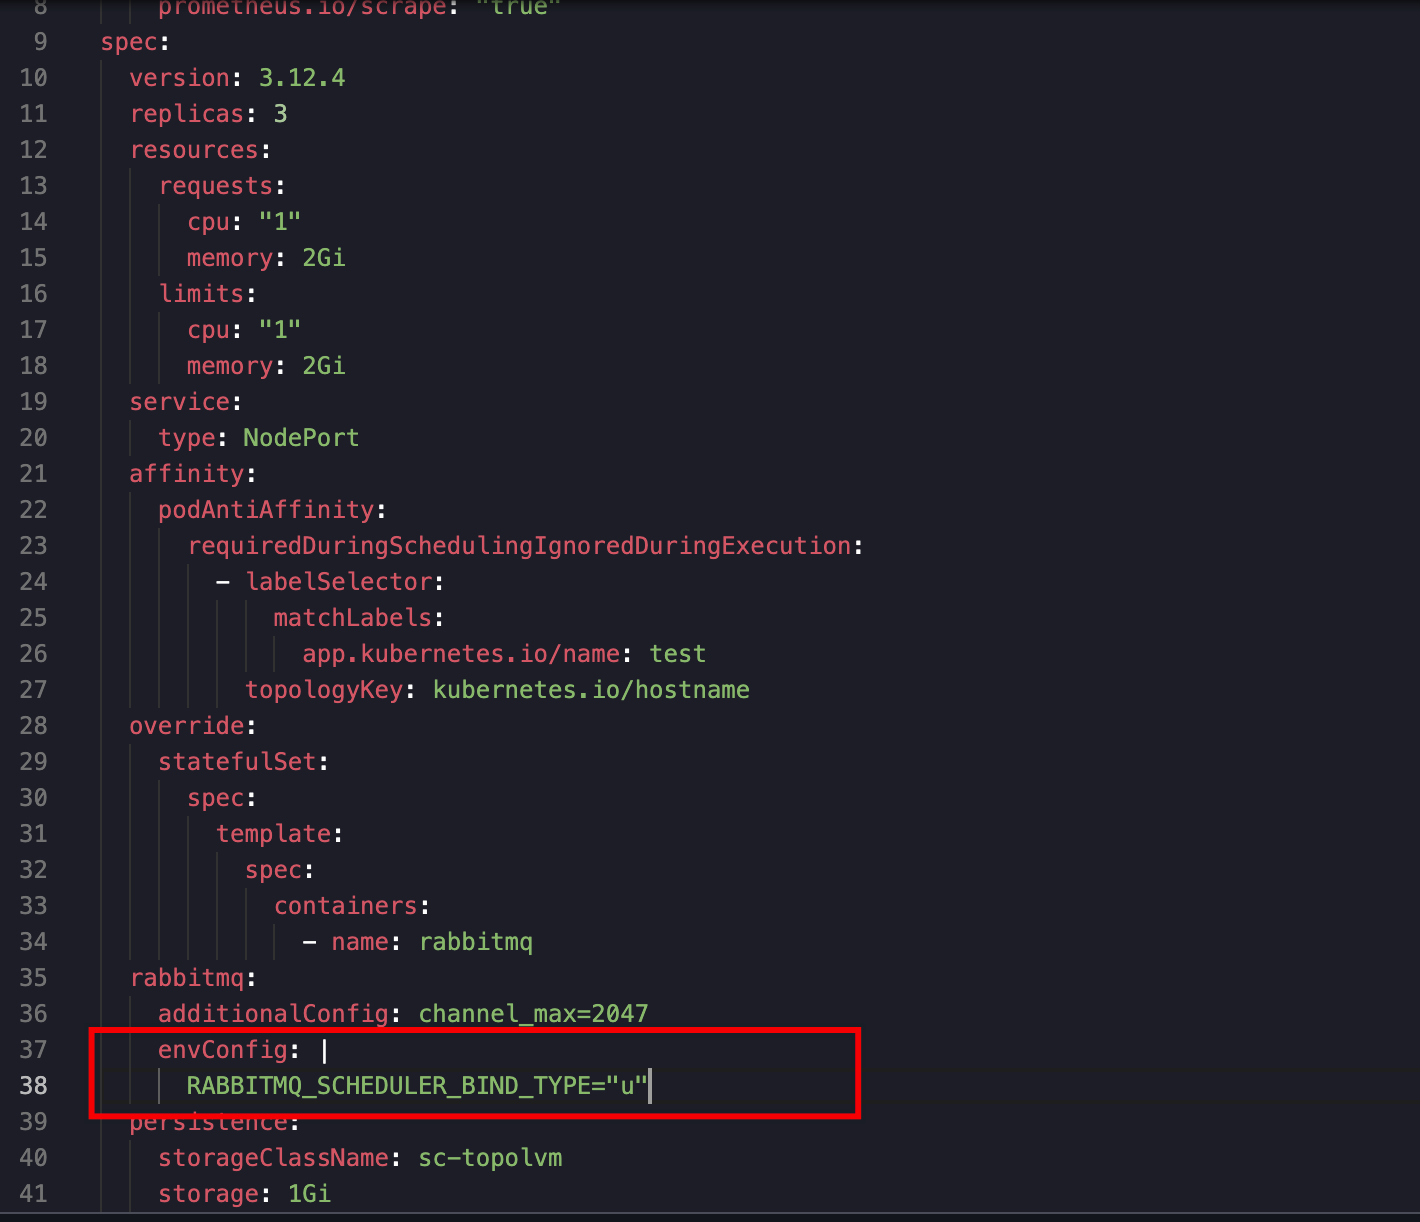 8 prometheus.io/scrape: "true"
9 spec:
10 version: 3.12.4
11 replicas: 3
12 resources:
13 requests:
14 cpu: "1"
15 memory: 2Gi
16 limits:
17 cpu: "1"
18 memory: 2Gi
19 service:
20 type: NodePort
21 affinity:
22 podAntiAffinity:
23 requiredDuringSchedulingIgnoredDuringExecution:
24 - labelSelector:
25 matchLabels:
26 app.kubernetes.io/name: test
27 topologyKey: kubernetes.io/hostname
28 override:
29 statefulSet:
30 spec:
31 template:
32 spec:
33 containers:
34 - name: rabbitmq
35 rabbitmq:
36 additionalConfig: channel_max=2047
37 envConfig: |
38 RABBITMQ_SCHEDULER_BIND_TYPE="u"
39 persistence:
40 storageClassName: sc-topolvm
41 storage: 1Gi